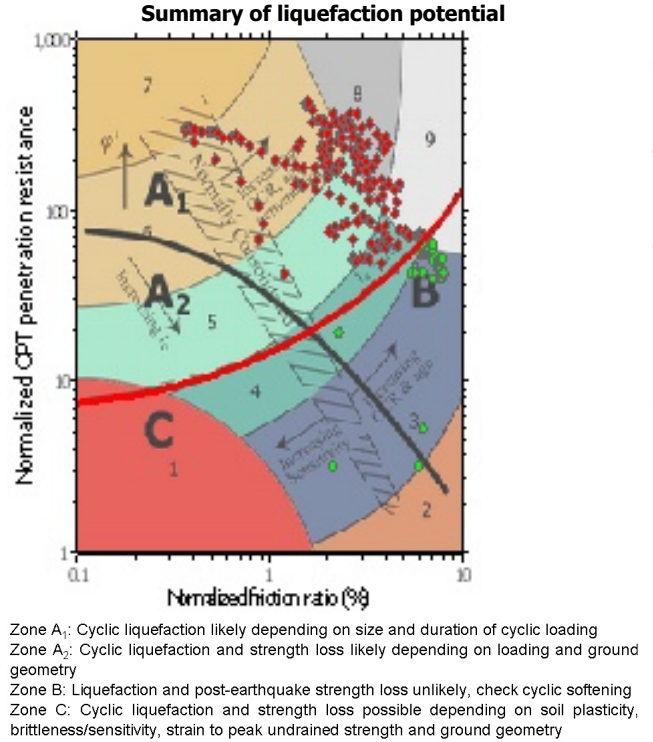 Summary of liquefaction potential
1,000
7
8
9
φ'
Normally Consolidated
A1
100
6
A2
B
Increasing
5
10
4
Increasing
OCR & age
C
3
Increasing
Sensitivity
1
2
1
0.1
1
10
Normalized CPT penetration resistance
Normalized friction ratio (%)
Zone A1: Cyclic liquefaction likely depending on size and duration of cyclic loading
Zone A2: Cyclic liquefaction and strength loss likely depending on loading and ground
geometry
Zone B: Liquefaction and post-earthquake strength loss unlikely, check cyclic softening
Zone C: Cyclic liquefaction and strength loss possible depending on soil plasticity,
brittleness/sensitivity, strain to peak undrained strength and ground geometry